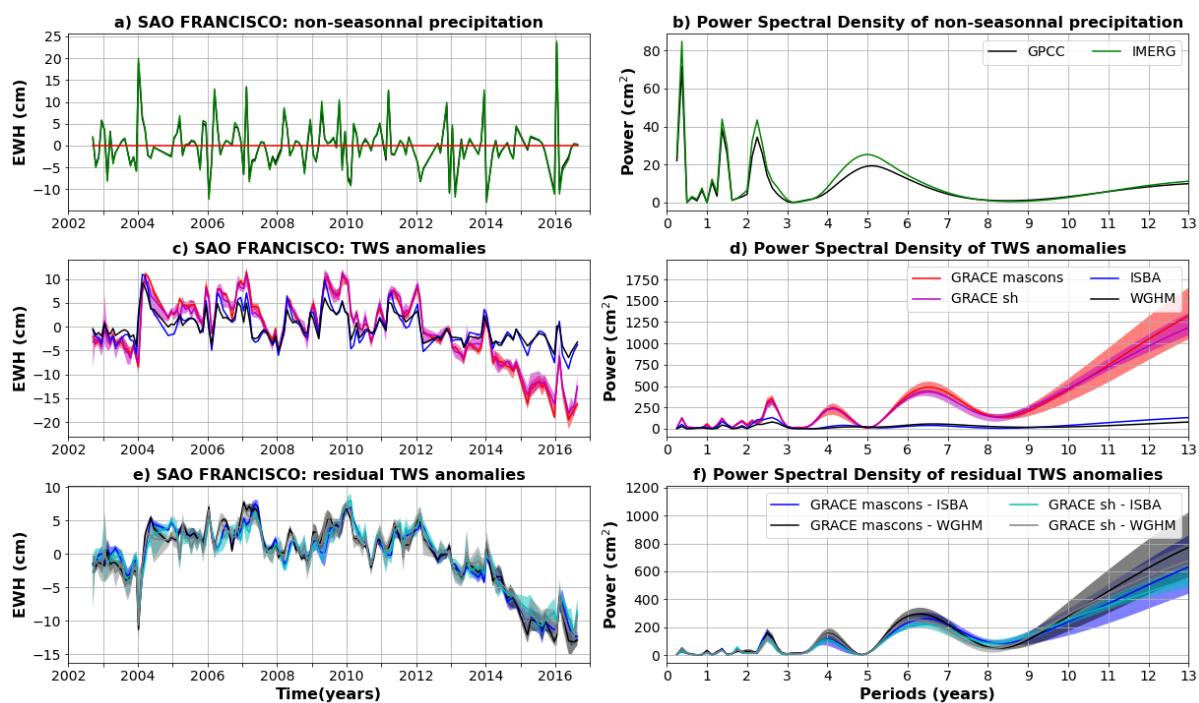 a) SAO FRANCISCO: non-seasonnal precipitation
EWH (cm)
25
20
15
10
5
0
−5
−10
2002 2004 2006 2008 2010 2012 2014 2016
b) Power Spectral Density of non-seasonnal precipitation
Power (cm²)
80
60
40
20
0
GPCC IMERG
0 1 2 3 4 5 6 7 8 9 10 11 12 13
c) SAO FRANCISCO: TWS anomalies
EWH (cm)
10
5
0
−5
−10
−15
−20
2002 2004 2006 2008 2010 2012 2014 2016
d) Power Spectral Density of TWS anomalies
Power (cm²)
1750
1500
1250
1000
750
500
250
0
GRACE mascons ISBA
GRACE sh WGHM
0 1 2 3 4 5 6 7 8 9 10 11 12 13
e) SAO FRANCISCO: residual TWS anomalies
EWH (cm)
10
5
0
−5
−10
−15
2002 2004 2006 2008 2010 2012 2014 2016
Time(years)
f) Power Spectral Density of residual TWS anomalies
Power (cm²)
1200
1000
800
600
400
200
0
GRACE mascons - ISBA GRACE sh - ISBA
GRACE mascons - WGHM GRACE sh - WGHM
0 1 2 3 4 5 6 7 8 9 10 11 12 13
Periods (years)